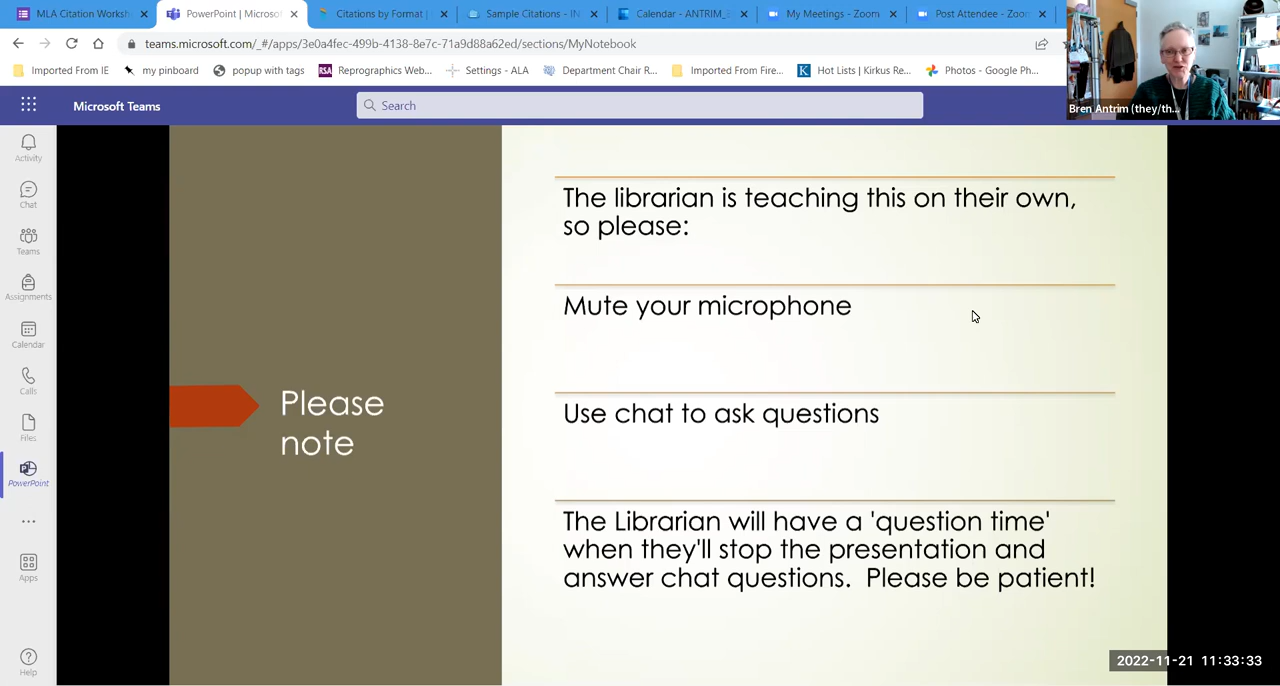 MLA Citation Worksh
PowerPoint | Microsof
Citations by Format |
Sample Citations - IN
Calendar - ANTRIM_
My Meetings - Zoom
Post Attendee - Zoom
teams.microsoft.com/_#/apps/3e0a4fec-499b-4138-8e7c-71a9d88a62ed/sections/MyNotebook
Imported From IE
my pinboard
popup with tags
RSA
Reprographics Web...
Settings - ALA
Department Chair R...
Imported From Fire...
K
Hot Lists | Kirkus Re...
Photos - Google Ph...
Bren Antrim (they/th...
Microsoft Teams
Search
Activity
Chat
Teams
Assignments
Calendar
Calls
Files
PowerPoint
Apps
Help
Please
note
The librarian is teaching this on their own,
so please:
Mute your microphone
Use chat to ask questions
The Librarian will have a 'question time'
when they'll stop the presentation and
answer chat questions.  Please be patient!
2022-11-21 11:33:33